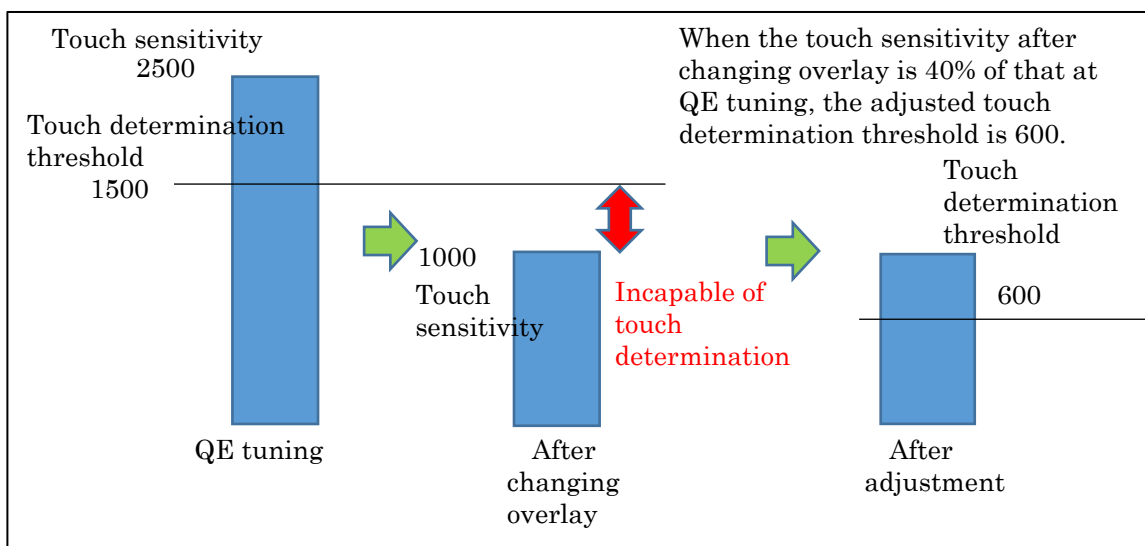 Touch sensitivity
2500
Touch determination
threshold
1500
QE tuning
1000
Touch
sensitivity
Incapable of
touch
determination
After
changing
overlay
When the touch sensitivity after
changing overlay is 40% of that at
QE tuning, the adjusted touch
determination threshold is 600.
Touch
determination
threshold
600
After
adjustment